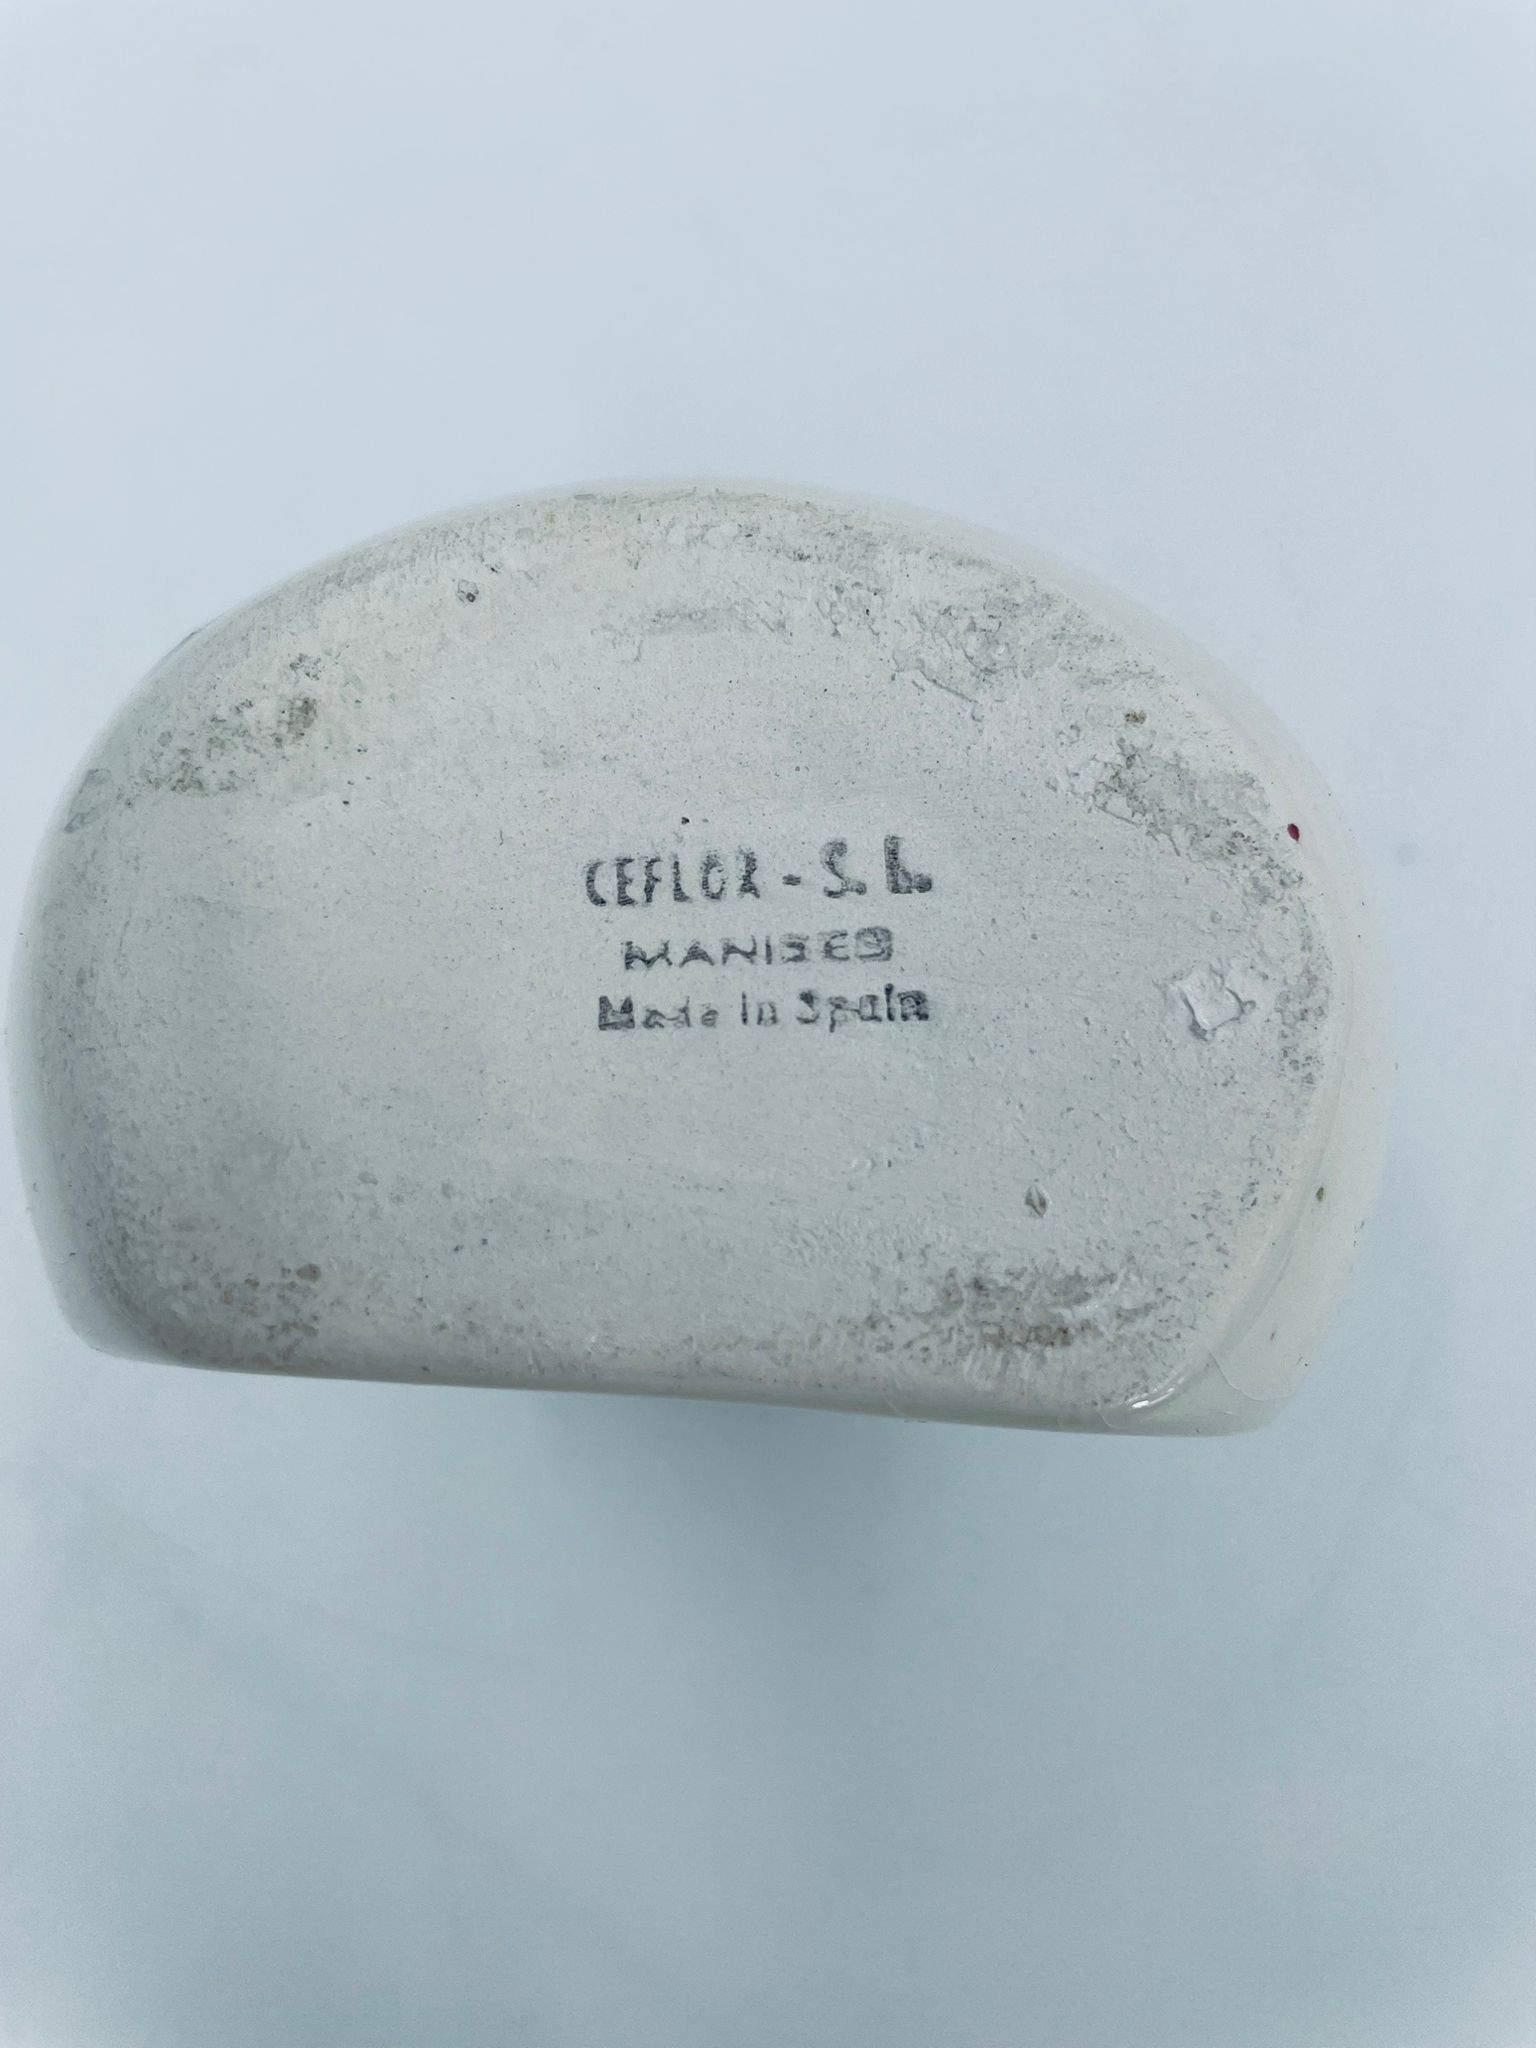 CEFLOR - S. L.
MANISES
Made in Spain